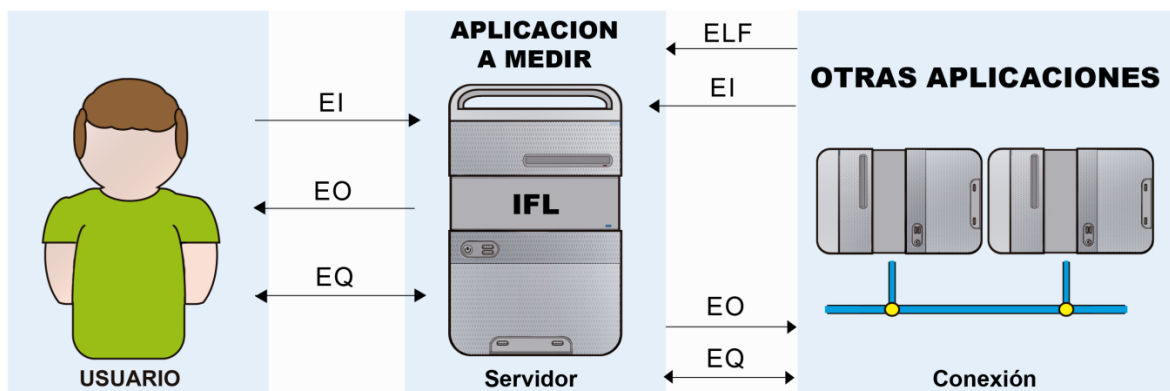 APLICACION
A MEDIR
ELF
EI
OTRAS APLICACIONES
EI
EO
IFL
EQ
EO
EQ
USUARIO
Servidor
Conexión